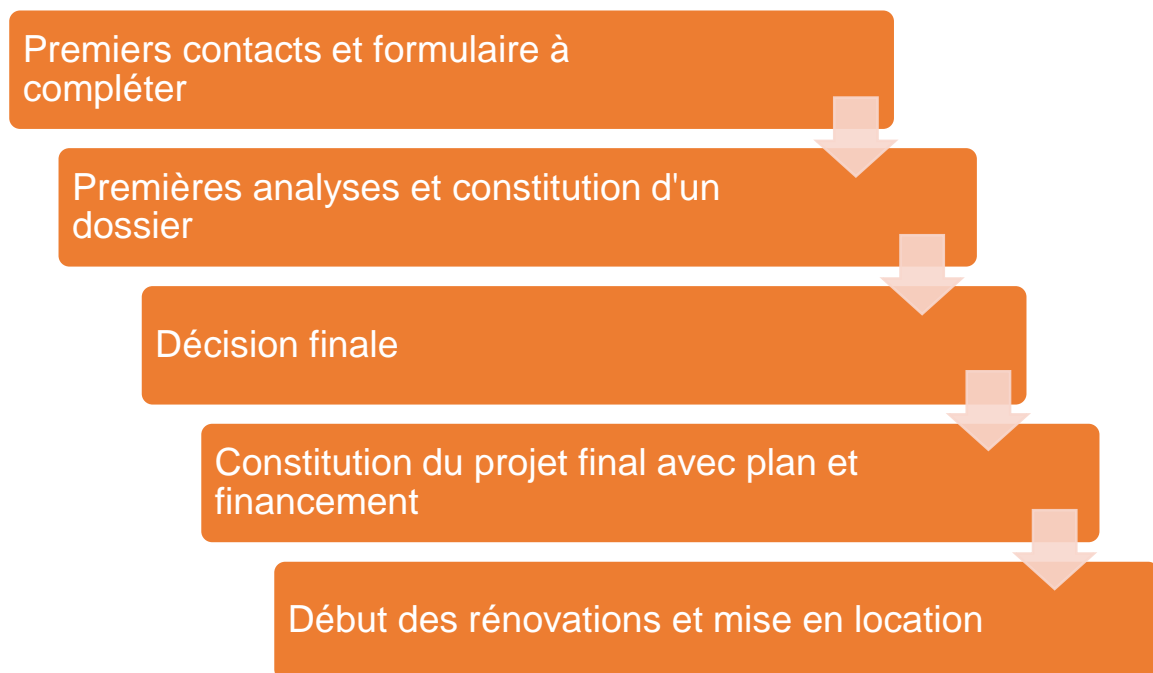 Premiers contacts et formulaire à
compléter
Premières analyses et constitution d'un
dossier
Décision finale
Constitution du projet final avec plan et
financement
Début des rénovations et mise en location